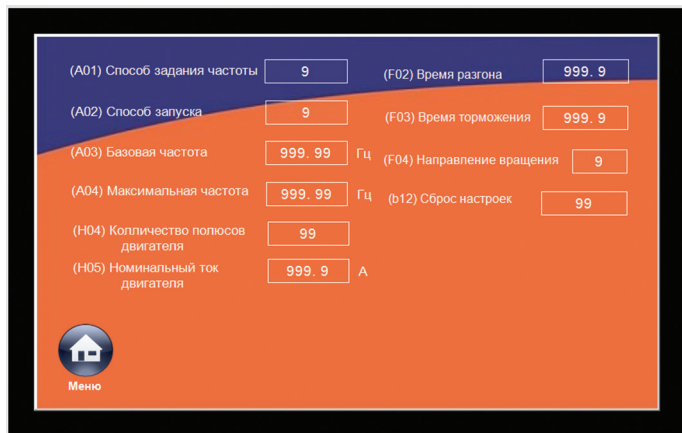 (A01) Способ задания частоты 9
(A02) Способ запуска 9
(A03) Базовая частота 999.99 Гц
(A04) Максимальная частота 999.99 Гц
(H04) Колличество полюсов
двигателя 99
(H05) Номинальный ток
двигателя 999.9 А
(F02) Время разгона 999.9
(F03) Время торможения 999.9
(F04) Направление вращения 9
(b12) Сброс настроек 99
Меню